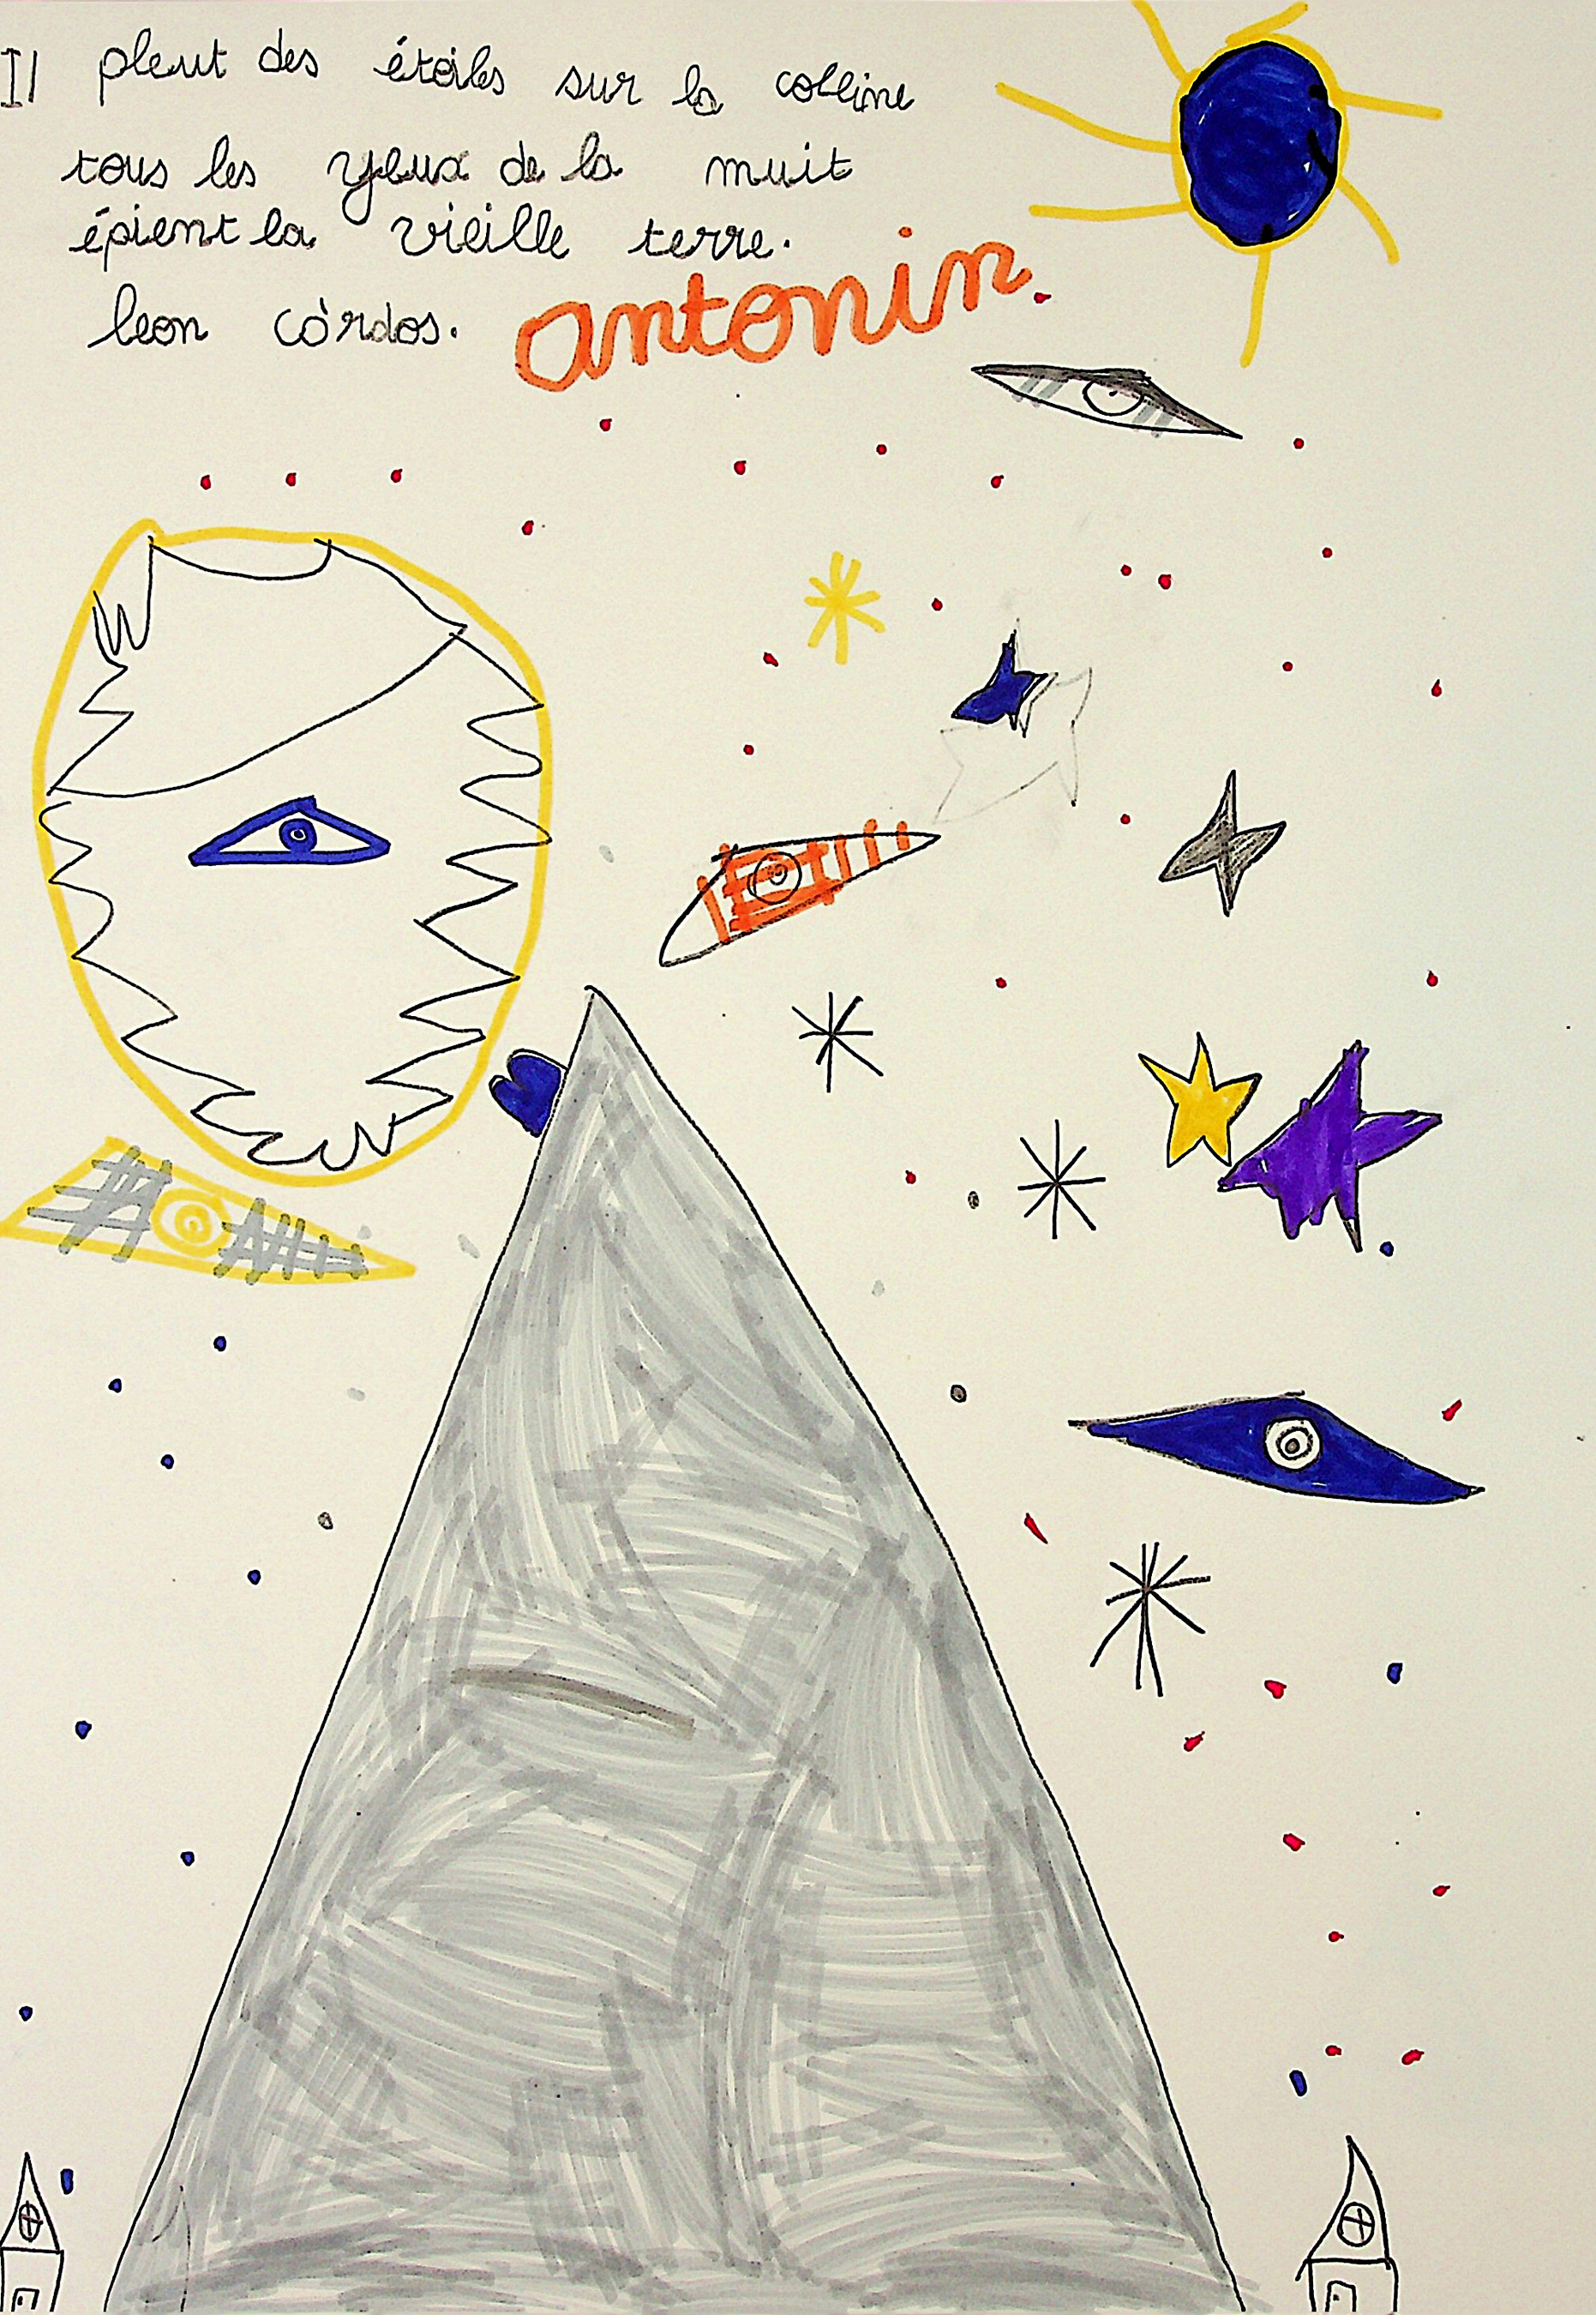 Il pleut des étoiles sur la colline
tous les yeux de la nuit
épient la vieille terre.
leon còrdos.
antonin.